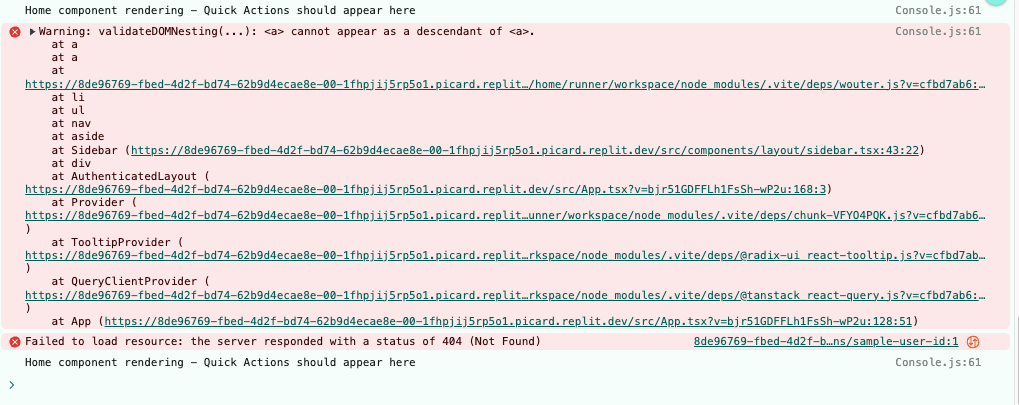 Home component rendering – Quick Actions should appear here Console.js:61
Warning: validateDOMNesting(...): <a> cannot appear as a descendant of <a>. Console.js:61
at a
at a
at
https://8de96769-fbed-4d2f-bd74-62b9d4ecae8e-00-1fhpjij5rp5o1.picard.replit…/home/runner/workspace/node_modules/.vite/deps/wouter.js?v=cfbd7ab6:…
at li
at ul
at nav
at aside
at Sidebar (https://8de96769-fbed-4d2f-bd74-62b9d4ecae8e-00-1fhpjij5rp5o1.picard.replit.dev/src/components/layout/sidebar.tsx:43:22)
at div
at AuthenticatedLayout (
https://8de96769-fbed-4d2f-bd74-62b9d4ecae8e-00-1fhpjij5rp5o1.picard.replit.dev/src/App.tsx?v=bjr51GDFFLh1FsSh-wP2u:168:3)
at Provider (
https://8de96769-fbed-4d2f-bd74-62b9d4ecae8e-00-1fhpjij5rp5o1.picard.replit…unner/workspace/node_modules/.vite/deps/chunk-VFYO4PQK.js?v=cfbd7ab6…
)
at TooltipProvider (
https://8de96769-fbed-4d2f-bd74-62b9d4ecae8e-00-1fhpjij5rp5o1.picard.replit…rkspace/node_modules/.vite/deps/@radix-ui_react-tooltip.js?v=cfbd7ab…
)
at QueryClientProvider (
https://8de96769-fbed-4d2f-bd74-62b9d4ecae8e-00-1fhpjij5rp5o1.picard.replit…rkspace/node_modules/.vite/deps/@tanstack_react-query.js?v=cfbd7ab6:…
)
at App (https://8de96769-fbed-4d2f-bd74-62b9d4ecae8e-00-1fhpjij5rp5o1.picard.replit.dev/src/App.tsx?v=bjr51GDFFLh1FsSh-wP2u:128:51)
Failed to load resource: the server responded with a status of 404 (Not Found) 8de96769-fbed-4d2f-b…ns/sample-user-id:1
Home component rendering – Quick Actions should appear here Console.js:61